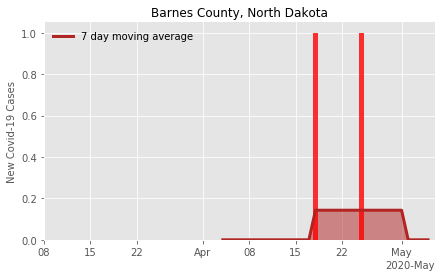 Barnes County, North Dakota
7 day moving average
New Covid-19 Cases
1.0
0.8
0.6
0.4
0.2
0.0
08 15 22 Apr 08 15 22 May
2020-May